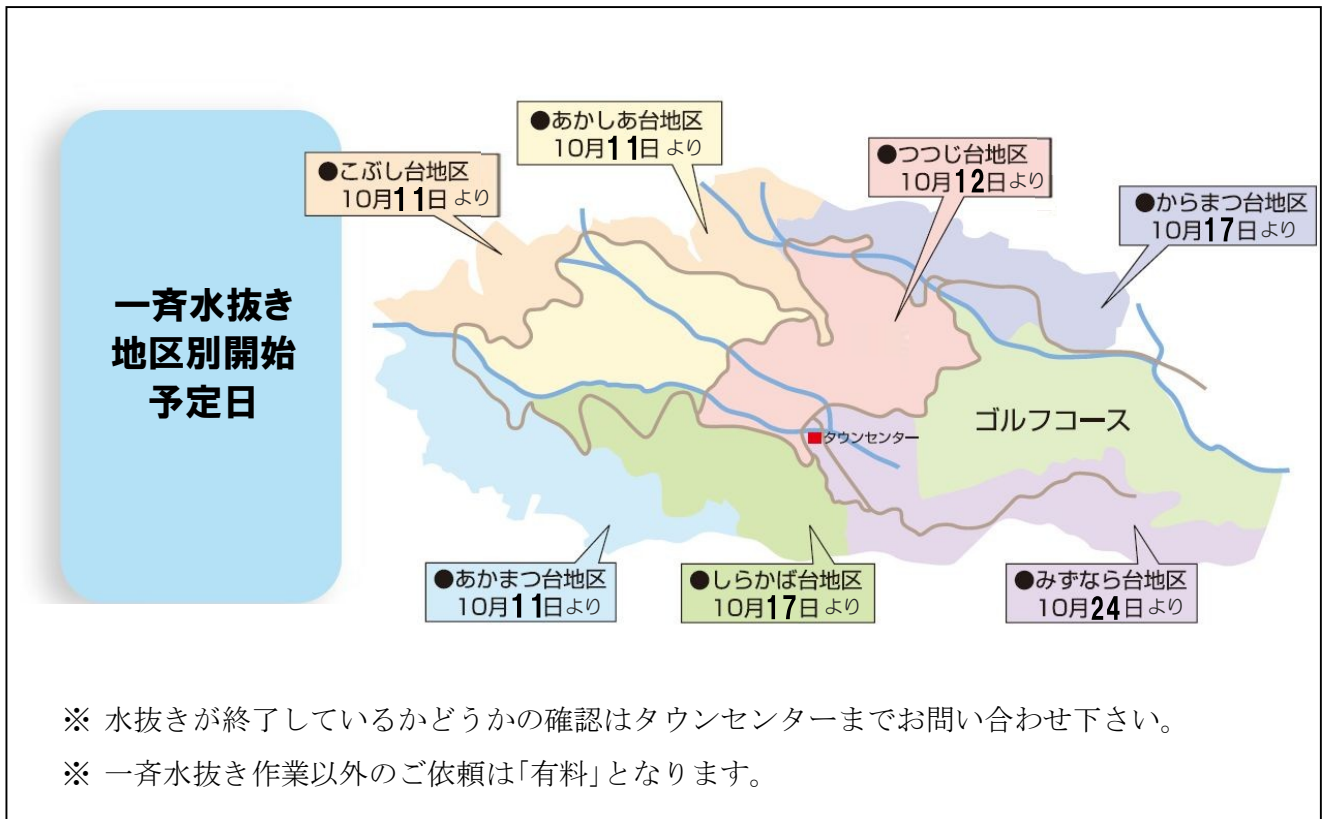 一斉水抜き
地区別開始
予定日
●あかしあ台地区
10月11日より
●こぶし台地区
10月11日より
●つつじ台地区
10月12日より
●からまつ台地区
10月17日より
ゴルフコース
タウンセンター
●あかまつ台地区
10月11日より
●しらかば台地区
10月17日より
●みずなら台地区
10月24日より
※ 水抜きが終了しているかどうかの確認はタウンセンターまでお問い合わせ下さい。
※ 一斉水抜き作業以外のご依頼は「有料」となります。